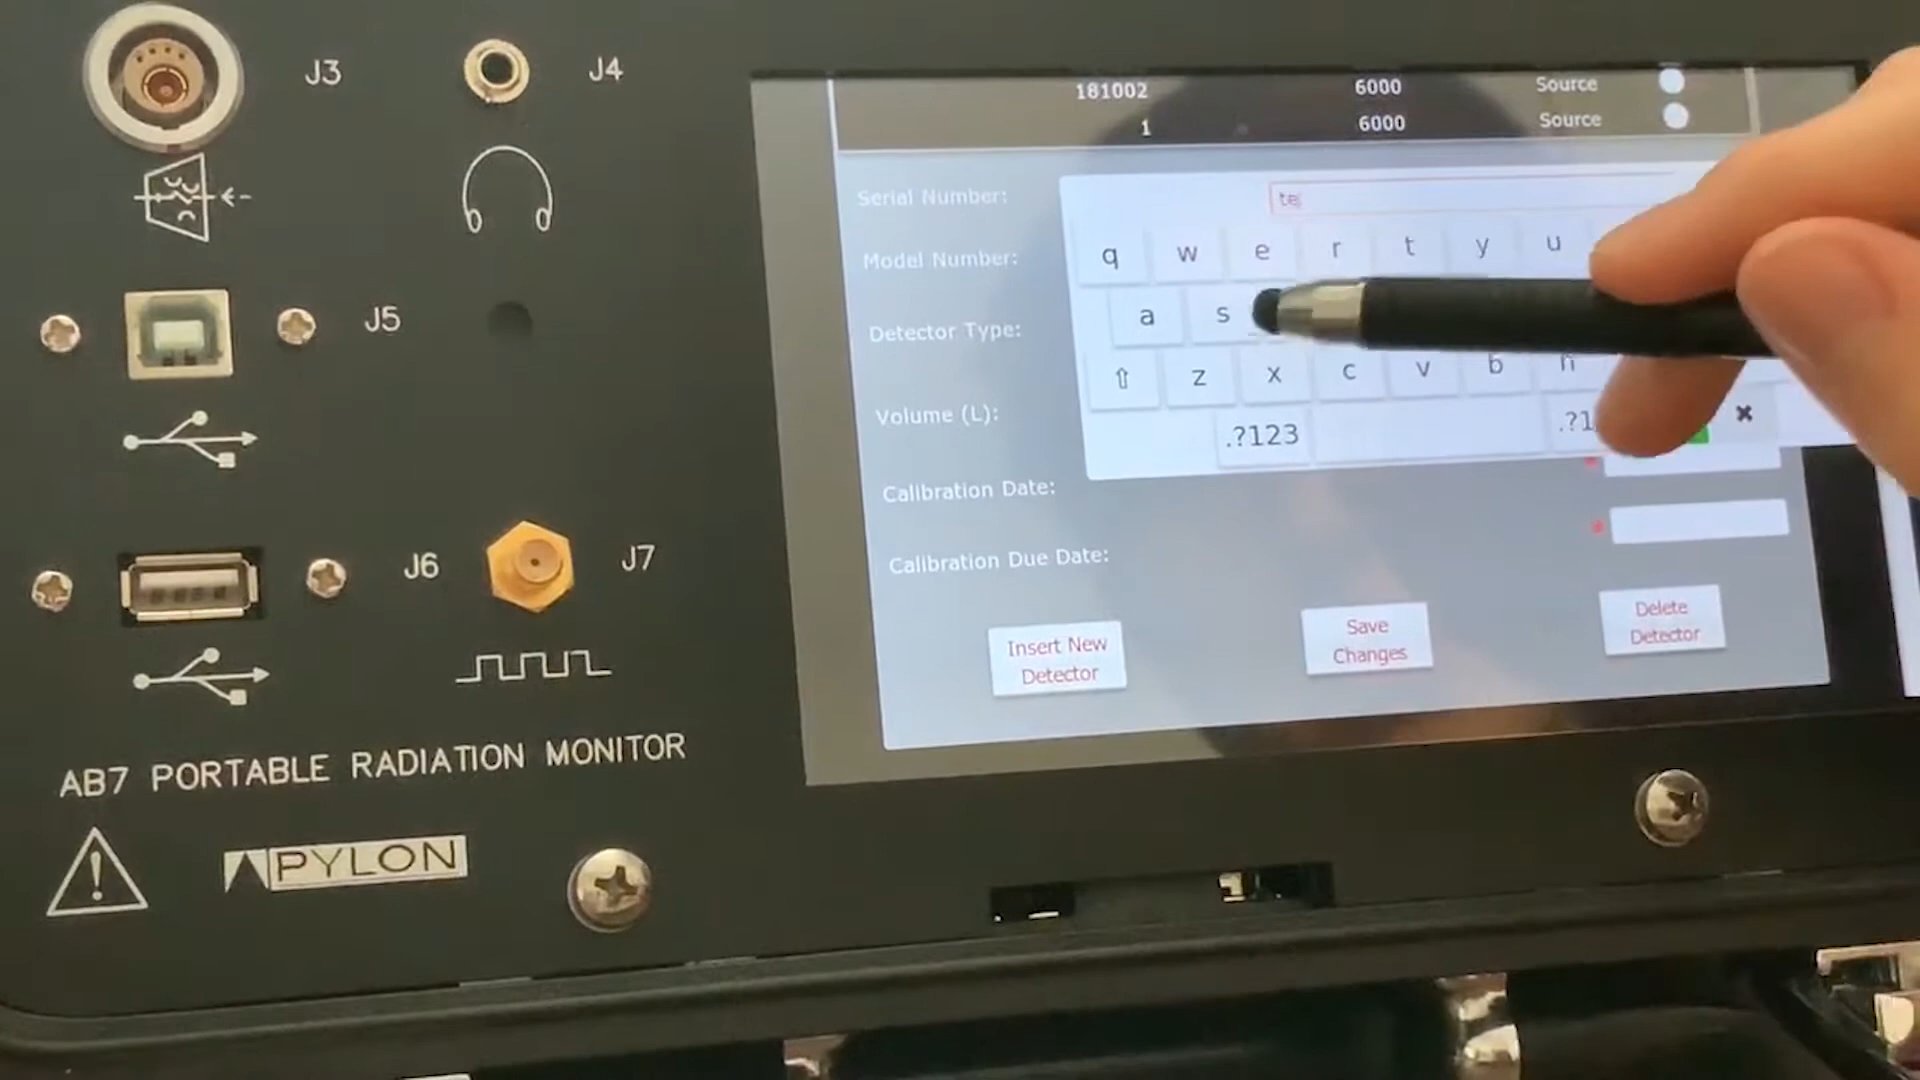 J3
J4
J5
J6
J7
AB7 PORTABLE RADIATION MONITOR
PYLON
181002 6000 Source
1 6000 Source
Serial Number:
te
Model Number:
q w e r t y u
a s
Detector Type:
z x c v b n
Volume (L):
.?123 .?1
Calibration Date:
Calibration Due Date:
Insert New
Detector
Save
Changes
Delete
Detector